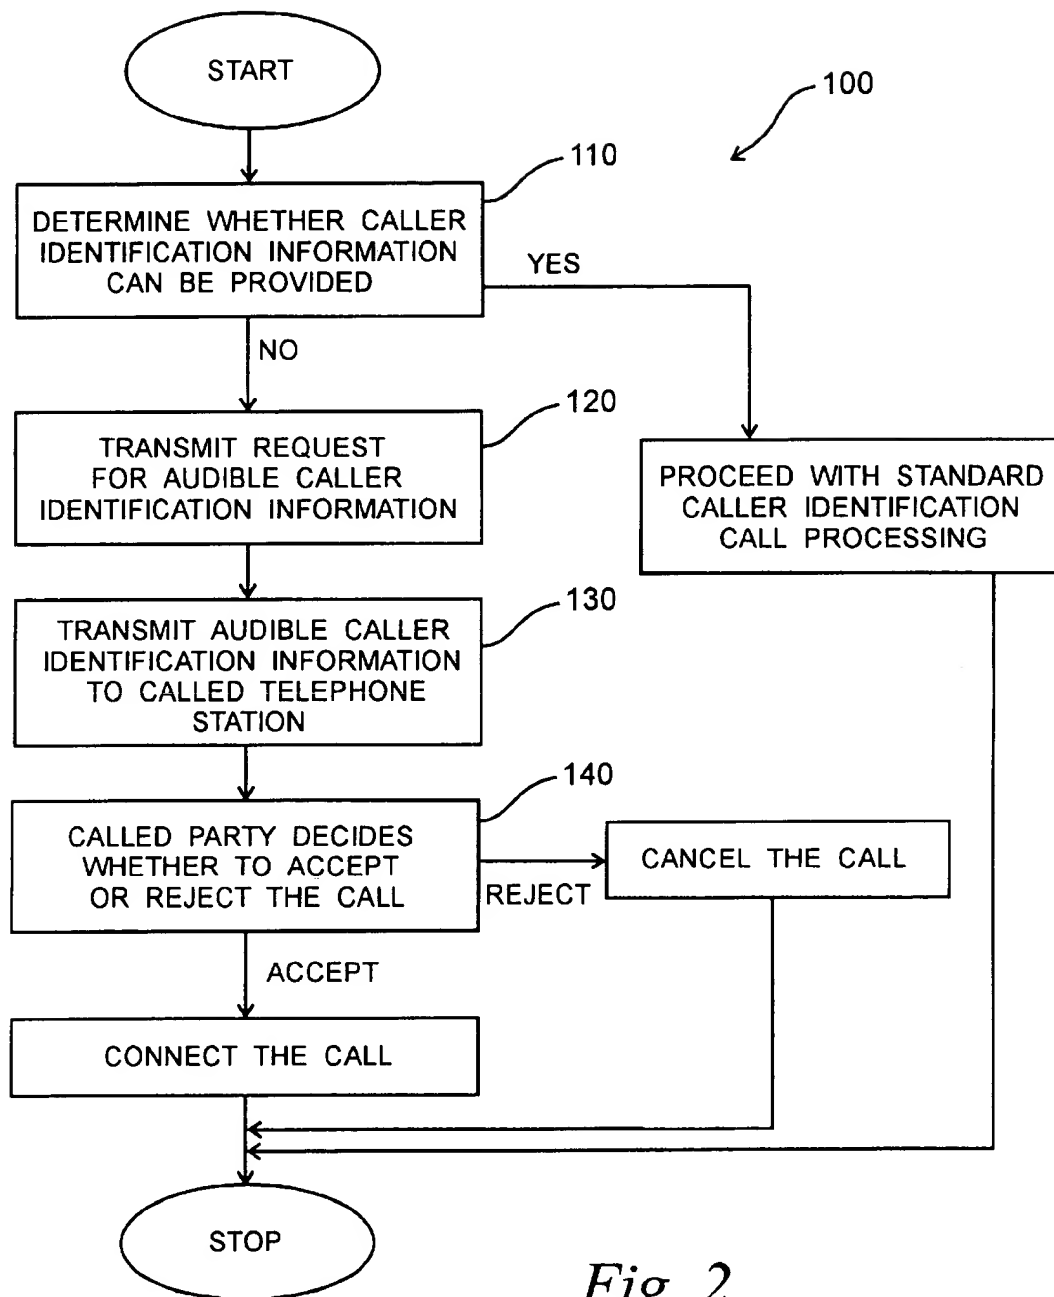 START
100
110
DETERMINE WHETHER CALLER
IDENTIFICATION INFORMATION
CAN BE PROVIDED
YES
NO
120
TRANSMIT REQUEST
FOR AUDIBLE CALLER
IDENTIFICATION INFORMATION
PROCEED WITH STANDARD
CALLER IDENTIFICATION
CALL PROCESSING
130
TRANSMIT AUDIBLE CALLER
IDENTIFICATION INFORMATION
TO CALLED TELEPHONE
STATION
140
CALLED PARTY DECIDES
WHETHER TO ACCEPT
OR REJECT THE CALL
REJECT
CANCEL THE CALL
ACCEPT
CONNECT THE CALL
STOP
Fig. 2